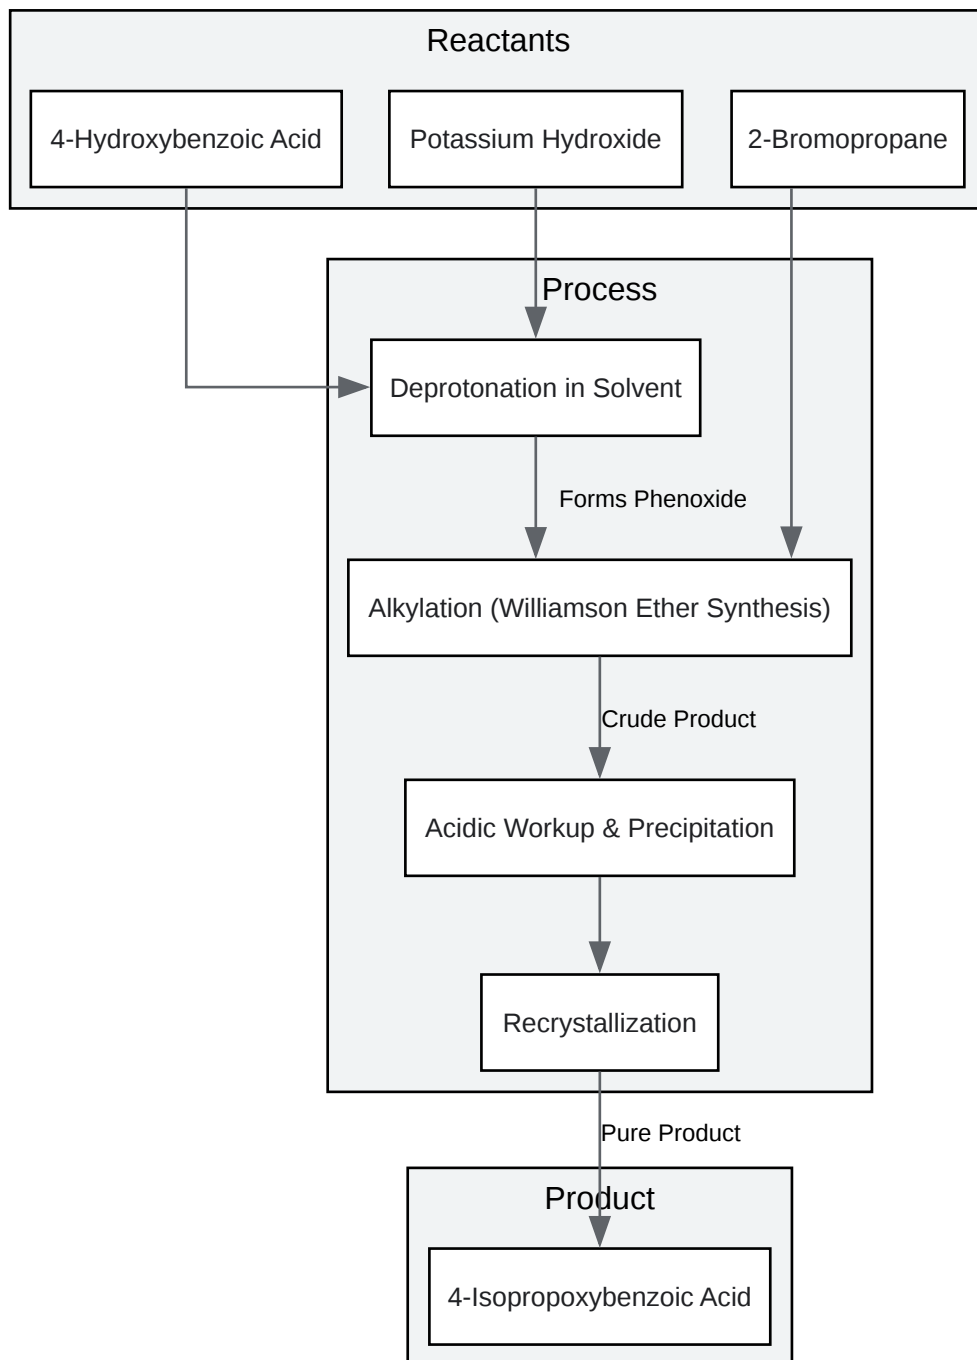 Reactants
4-Hydroxybenzoic Acid
Potassium Hydroxide
2-Bromopropane
Process
Deprotonation in Solvent
Forms Phenoxide
Alkylation (Williamson Ether Synthesis)
Crude Product
Acidic Workup & Precipitation
Recrystallization
Pure Product
Product
4-Isopropoxybenzoic Acid